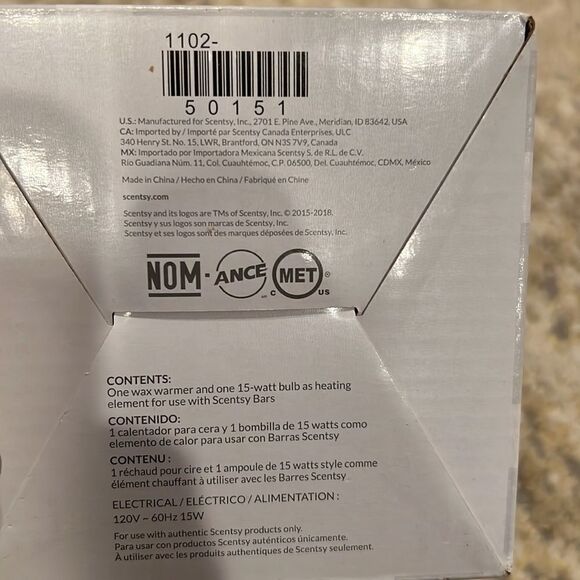 1102-
50151
U.S.: Manufactured for Scentsy, Inc., 2701 E. Pine Ave., Meridian, ID 83642, USA
CA: Imported by / Importé par Scentsy Canada Enterprises, ULC
340 Henry St. No. 15, LWR, Brantford, ON N3S 7V9, Canada
MX: Importado por Importadora Mexicana Scentsy S. de R.L. de C.V.
Río Guadiana Núm. 11, Col. Cuauhtémoc, C.P. 06500, Del. Cuauhtémoc, CDMX, México
Made in China / Hecho en China / Fabriqué en Chine
scentsy.com
Scentsy and its logos are TMs of Scentsy, Inc. © 2015-2018.
Scentsy y sus logos son marcas de Scentsy, Inc.
Scentsy et ses logos sont des marques déposées de Scentsy, Inc.
NOM - ANCE C MET ® US
CONTENTS:
One wax warmer and one 15-watt bulb as heating
element for use with Scentsy Bars
CONTENIDO:
1 calentador para cera y 1 bombilla de 15 watts como
elemento de calor para usar con Barras Scentsy
CONTENU :
1 réchaud pour cire et 1 ampoule de 15 watts style comme
élément chauffant à utiliser avec les Barres Scentsy
ELECTRICAL / ELÉCTRICO / ALIMENTATION :
120V ~ 60Hz 15W
For use with authentic Scentsy products only.
Para usar con productos Scentsy auténticos únicamente.
À utiliser avec les produits authentiques de Scentsy seulement.